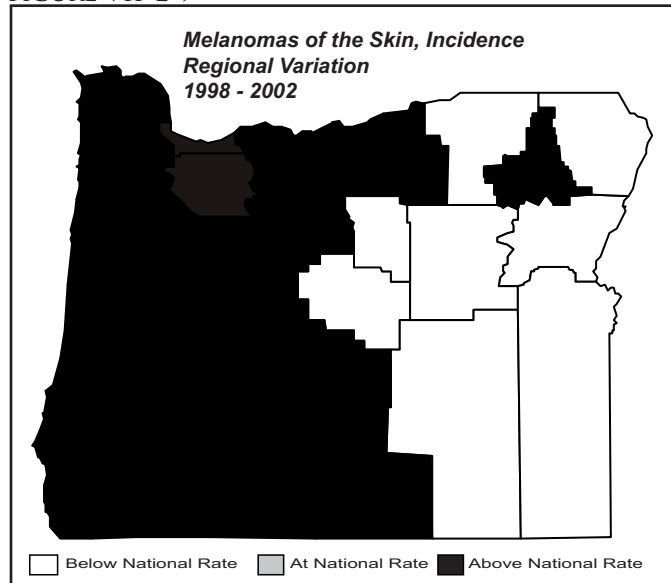 Melanomas of the Skin, Incidence
Regional Variation
1998 - 2002
Below National Rate At National Rate Above National Rate